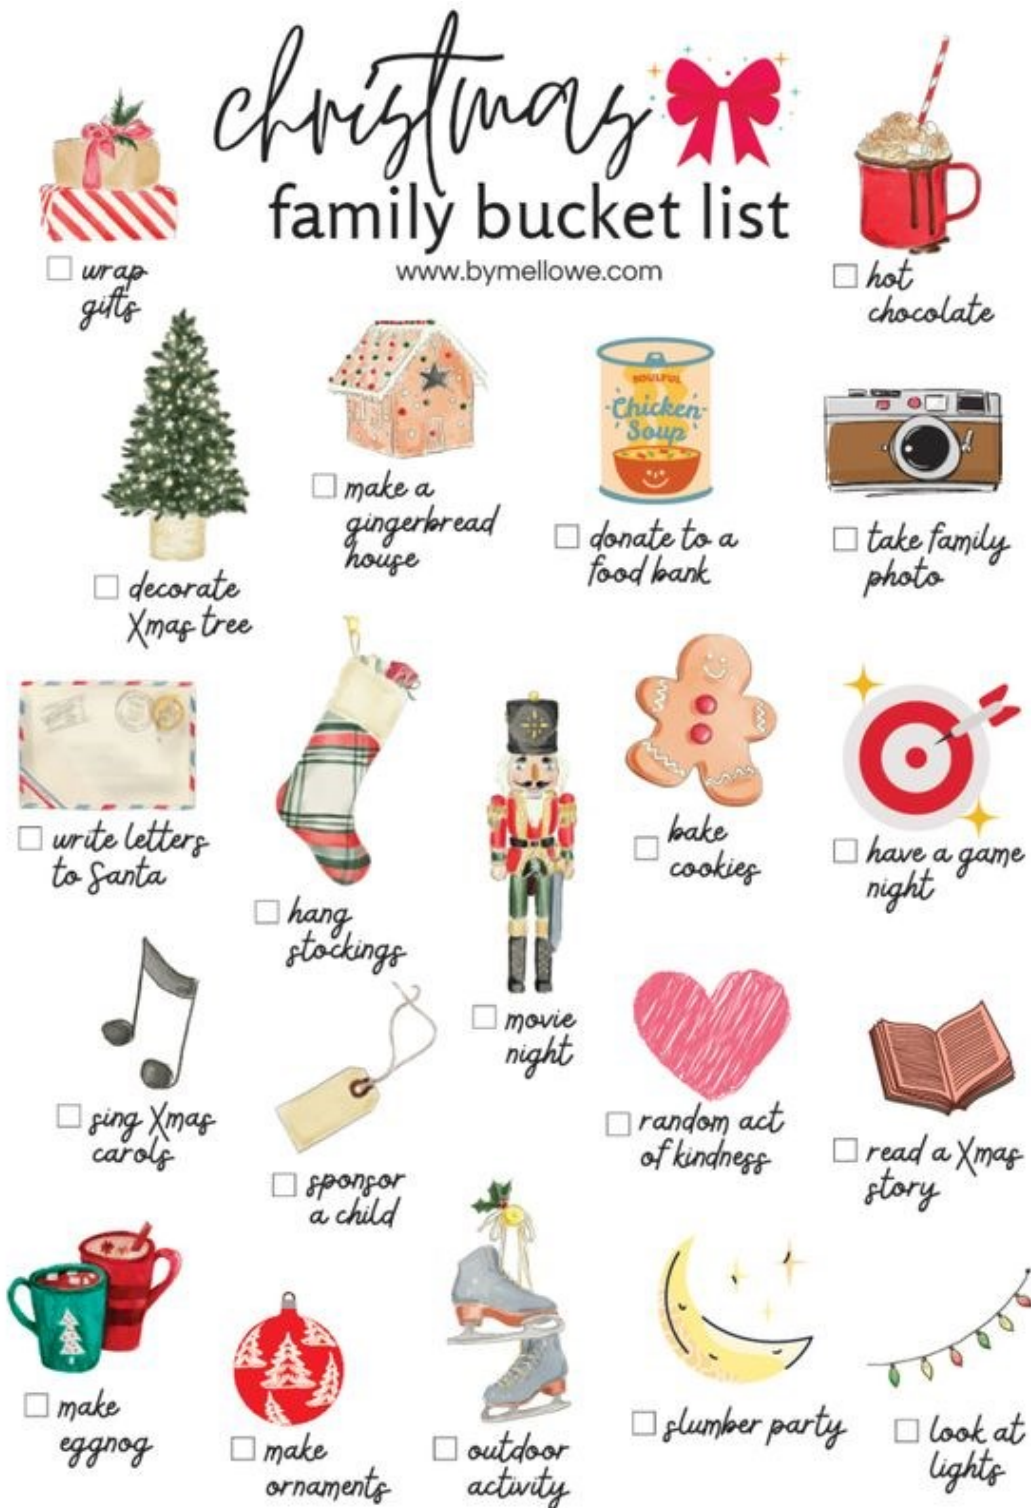 christmas
family bucket list
www.bymellowe.com
wrap
gifts
hot
chocolate
decorate
Xmas tree
make a
gingerbread
house
SOULFUL
Chicken
Soup
donate to a
food bank
take family
photo
write letters
to Santa
hang
stockings
movie
night
bake
cookies
have a game
night
sing Xmas
carols
sponsor
a child
random act
of kindness
read a Xmas
story
make
eggnog
make
ornaments
outdoor
activity
slumber party
look at
lights